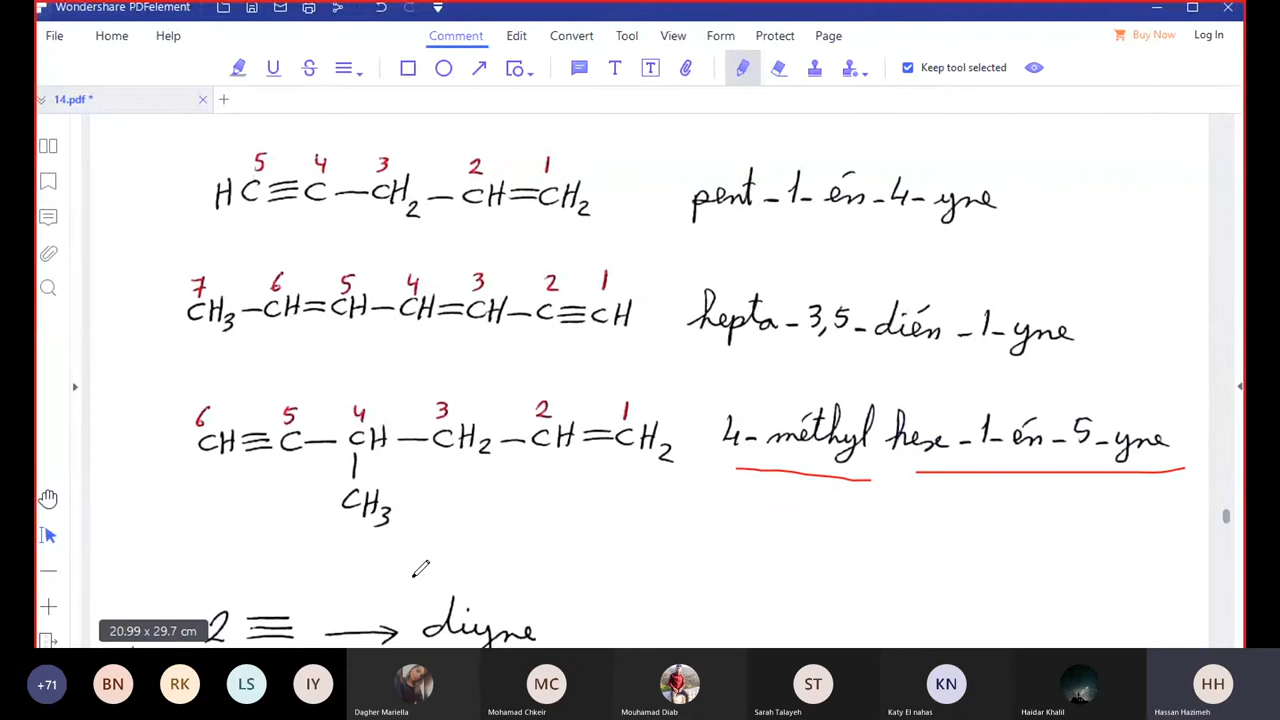 Wondershare PDFelement
File Home Help Comment Edit Convert Tool View Form Protect Page Buy Now Log In
Keep tool selected
14.pdf *
5 4 3 2 1
HC≡C—CH₂—CH=CH₂ pent-1-én-4-yne
7 6 5 4 3 2 1
CH₃—CH=CH—CH=CH—C≡CH hepta-3,5-dién-1-yne
6 5 4 3 2 1
CH≡C—CH—CH₂—CH=CH₂ 4-méthyl hex-1-én-5-yne
CH₃
2 ≡ → diyne
20.99 x 29.7 cm
+71 BN RK LS IY MC ST KN HH
Dagher Mariella Mohamad Chkeir Mouhamad Diab Sarah Talayeh Katy El nahas Haidar Khalil Hassan Hazimeh